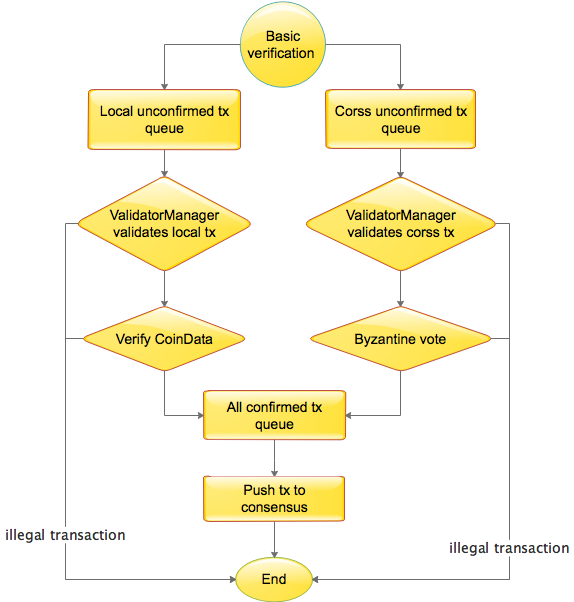 Basic
verification
Local unconfirmed tx
queue
Corss unconfirmed tx
queue
ValidatorManager
validates local tx
ValidatorManager
validates corss tx
Verify CoinData
Byzantine vote
All confirmed tx
queue
Push tx to
consensus
illegal transaction
illegal transaction
End